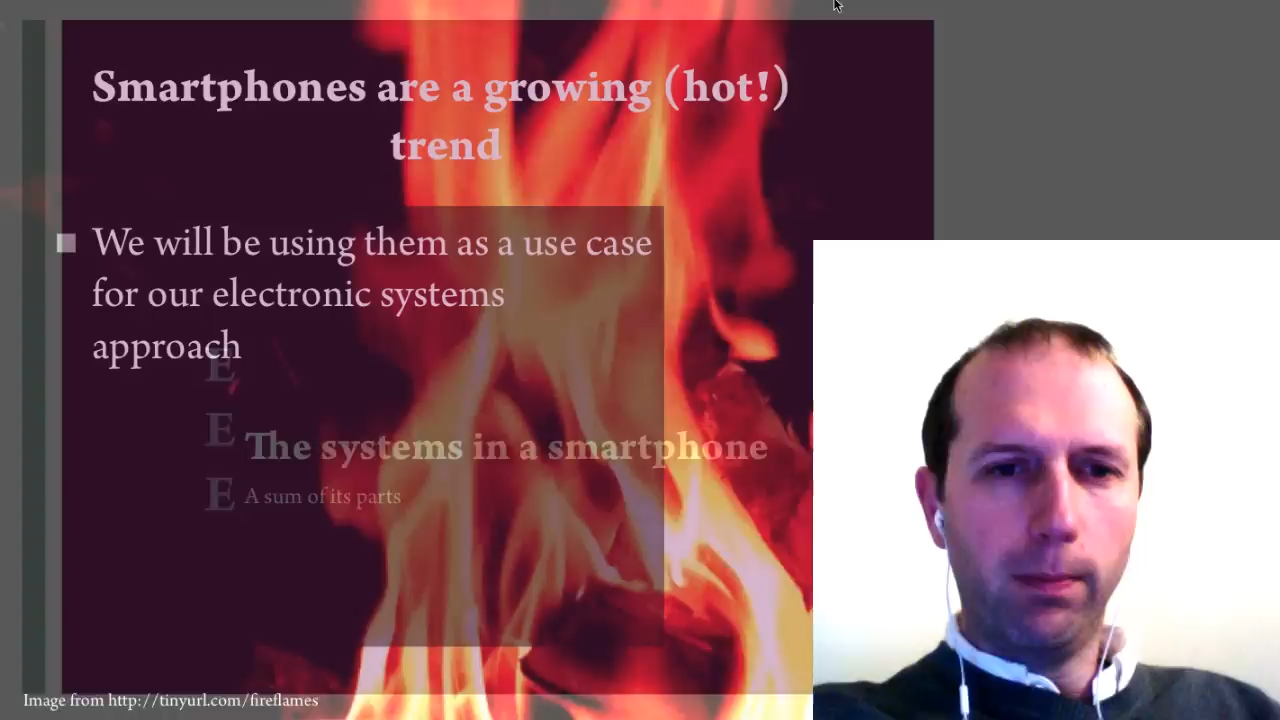 Smartphones are a growing (hot!)
trend
We will be using them as a use case
for our electronic systems
approach
E
E
The systems in a smartphone
E
A sum of its parts
Image from http://tinyurl.com/fireflames